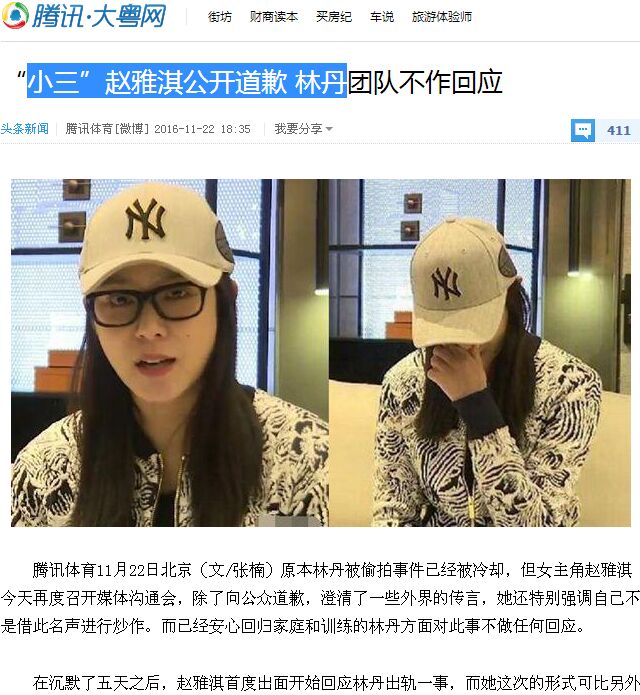 腾讯·大粤网
街坊 财商读本 买房纪 车说 旅游体验师
“小三”赵雅淇公开道歉 林丹团队不作回应
头条新闻 腾讯体育[微博] 2016-11-22 18:35 我要分享 411
NY
NY
腾讯体育11月22日北京（文/张楠）原本林丹被偷拍事件已经被冷却，但女主角赵雅淇
今天再度召开媒体沟通会，除了向公众道歉，澄清了一些外界的传言，她还特别强调自己不
是借此名声进行炒作。而已经安心回归家庭和训练的林丹方面对此事不做任何回应。
在沉默了五天之后，赵雅淇首度出面开始回应林丹出轨一事，而她这次的形式可比另外